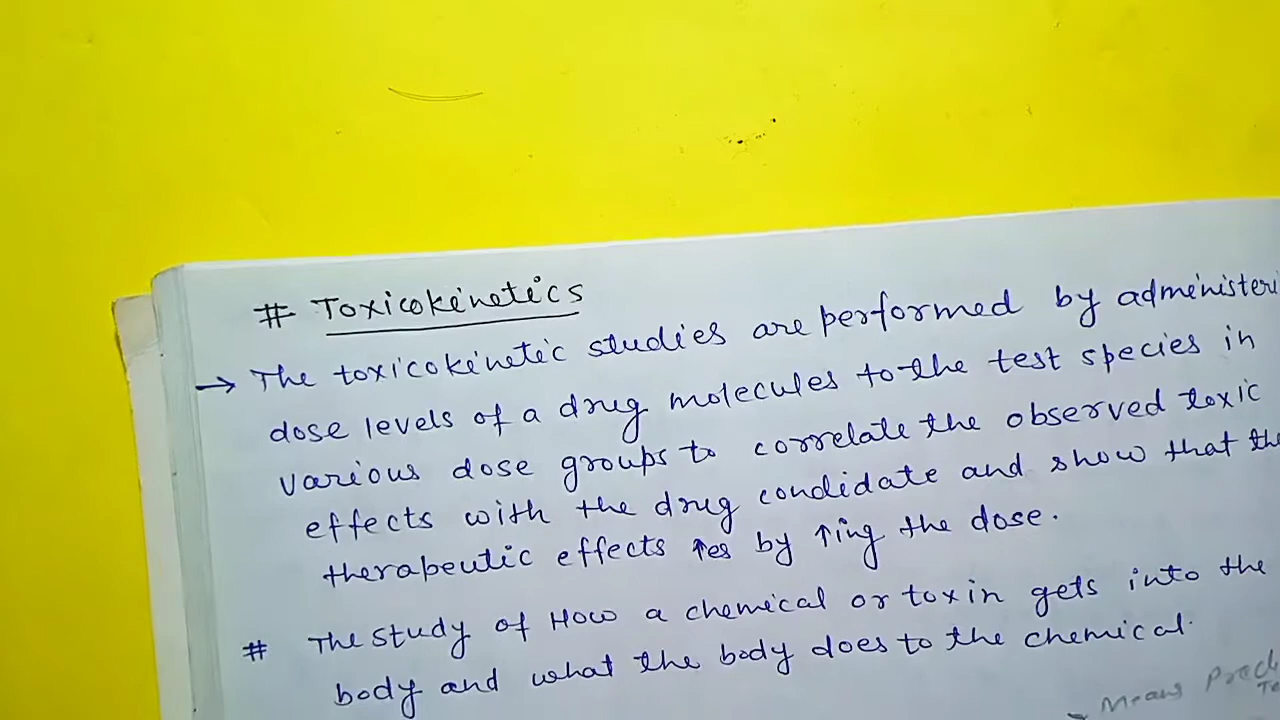 # Toxicokinetics
→ The toxicokinetic studies are performed by administeri
dose levels of a drug molecules to the test species in
various dose groups to correlate the observed toxic
effects with the drug condidate and show that the
therapeutic effects ↑es by ↑ing the dose.
# The study of How a chemical or toxin gets into the
body and what the body does to the chemical.
Means